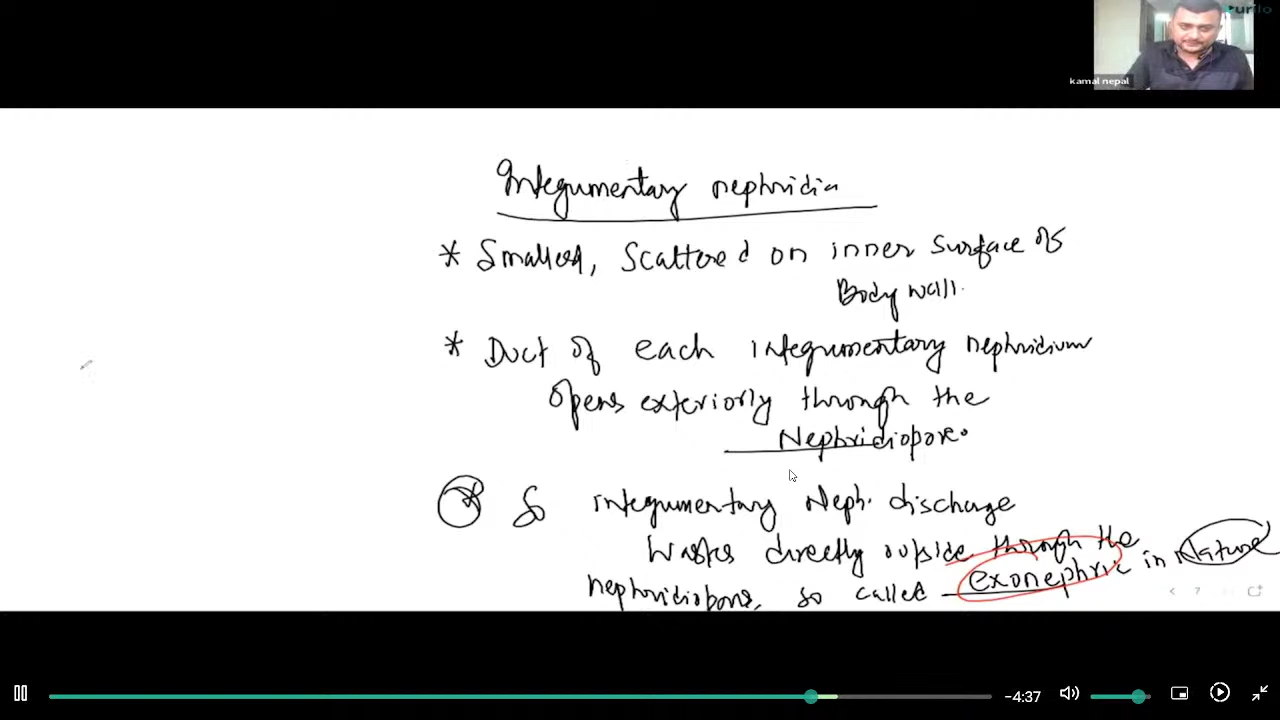 urilo
kamal nepal
Integumentary nephridia
* Smallest, Scattered on inner surface of
Body wall.
* Duct of each integumentary nephridium
opens exteriorly through the
Nephridiopore.
* So integumentary Neph. discharge
wastes directly outside through the
nephridiopore, so called exonephric in Nature
7
-4:37